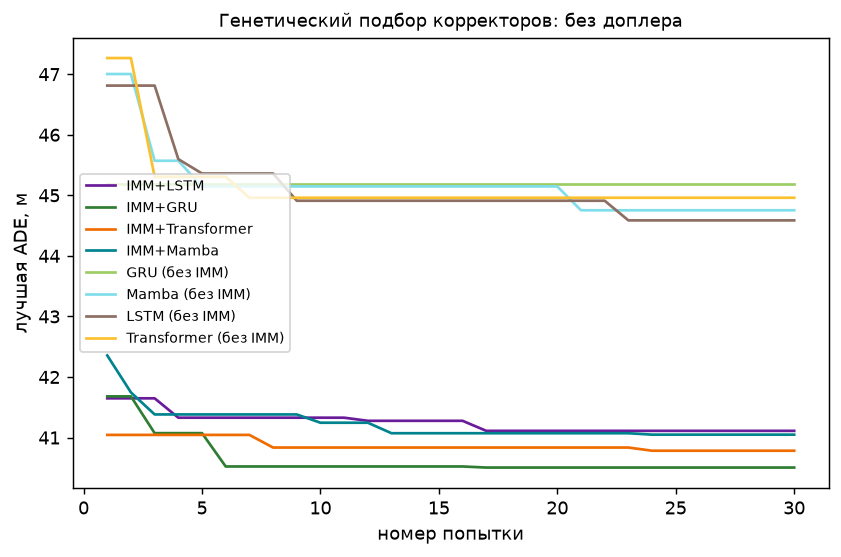 Генетический подбор корректоров: без доплера
лучшая ADE, м
47
46
45
44
43
42
41
IMM+LSTM
IMM+GRU
IMM+Transformer
IMM+Mamba
GRU (без IMM)
Mamba (без IMM)
LSTM (без IMM)
Transformer (без IMM)
0 5 10 15 20 25 30
номер попытки